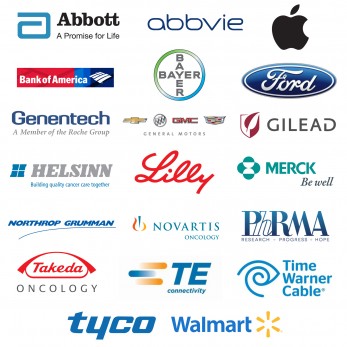 Abbott
A Promise for Life
abbvie
Bank of America
BAYER
BAYER
Ford
Genentech
A Member of the Roche Group
GENERAL MOTORS
GMC
GILEAD
HELSINN
Building quality cancer care together
Lilly
MERCK
Be well
NORTHROP GRUMMAN
NOVARTIS
ONCOLOGY
PhRMA
RESEARCH • PROGRESS • HOPE
Takeda
ONCOLOGY
TE
connectivity
Time
Warner
Cable®
tyco
Walmart